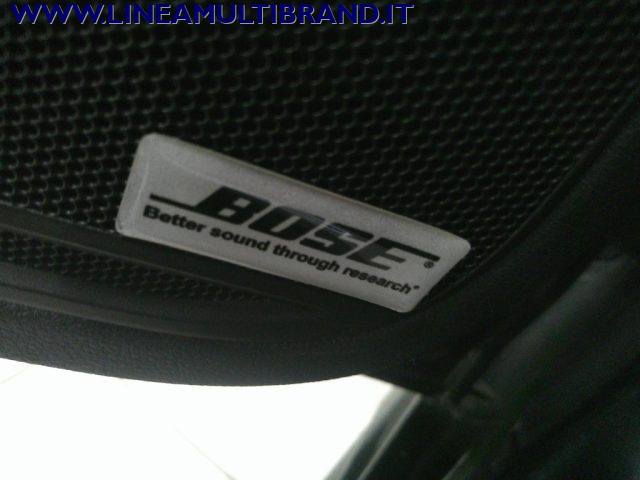 WWW.LINEAMULTIBRAND.IT
BOSE®
Better sound through research®